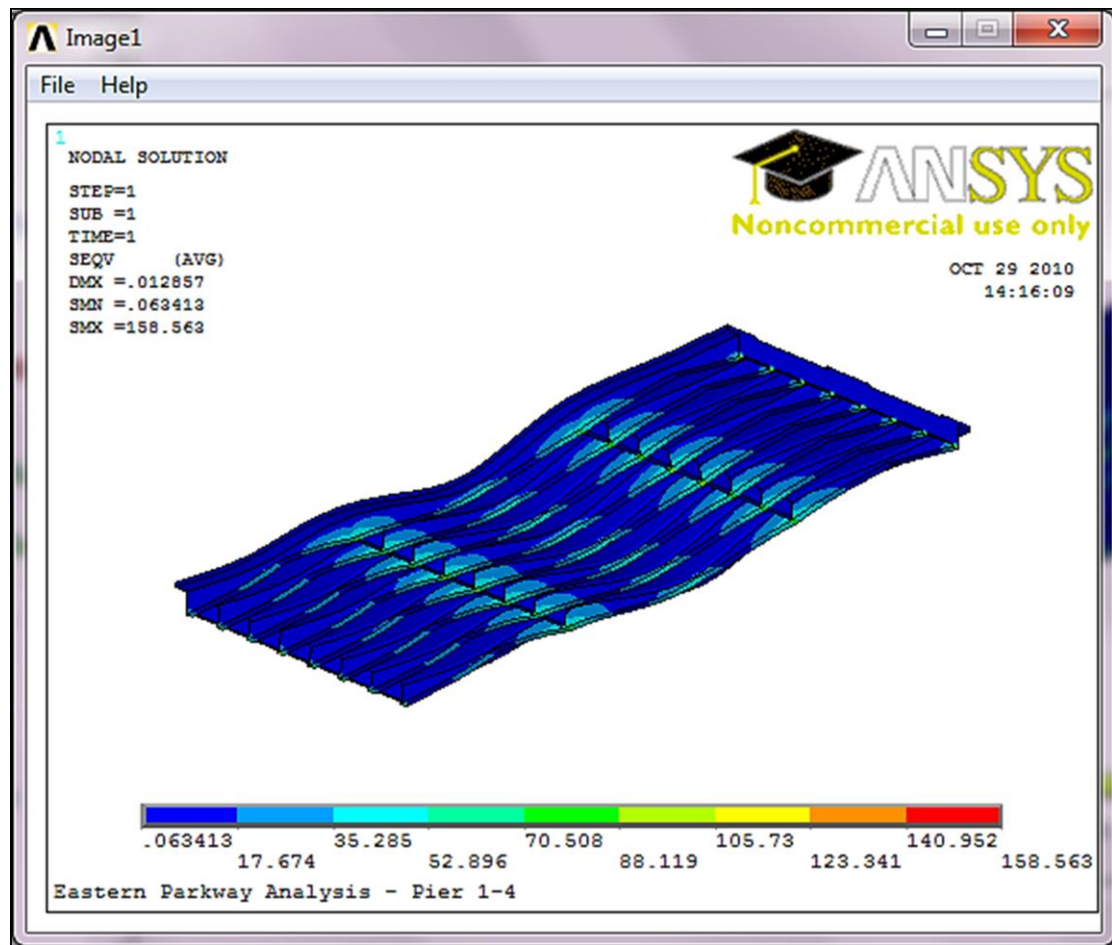 Image1
File Help
1
NODAL SOLUTION
STEP=1
SUB =1
TIME=1
SEQV (AVG)
DMX =.012857
SMN =.063413
SMX =158.563
ANSYS
Noncommercial use only
OCT 29 2010
14:16:09
.063413 35.285 70.508 105.73 140.952
17.674 52.896 88.119 123.341 158.563
Eastern Parkway Analysis - Pier 1-4